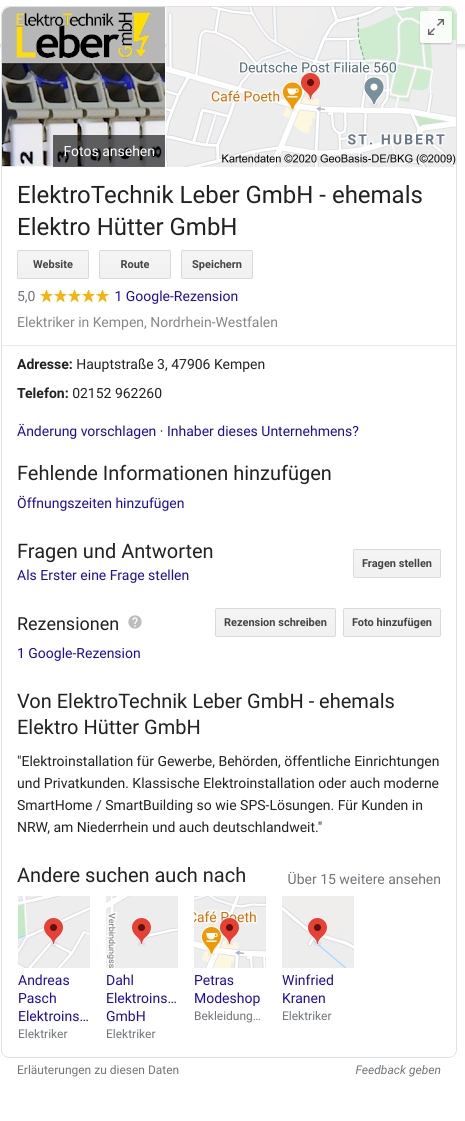 ElektroTechnik
Leber GmbH
2
Fotos ansehen
Deutsche Post Filiale 560
Café Poeth
ST. HUBERT
Kartendaten ©2020 GeoBasis-DE/BKG (©2009)
ElektroTechnik Leber GmbH - ehemals
Elektro Hütter GmbH
Website Route Speichern
5,0 1 Google-Rezension
Elektriker in Kempen, Nordrhein-Westfalen
Adresse: Hauptstraße 3, 47906 Kempen
Telefon: 02152 962260
Änderung vorschlagen · Inhaber dieses Unternehmens?
Fehlende Informationen hinzufügen
Öffnungszeiten hinzufügen
Fragen und Antworten
Fragen stellen
Als Erster eine Frage stellen
Rezensionen ? Rezension schreiben Foto hinzufügen
1 Google-Rezension
Von ElektroTechnik Leber GmbH - ehemals
Elektro Hütter GmbH
"Elektroinstallation für Gewerbe, Behörden, öffentliche Einrichtungen
und Privatkunden. Klassische Elektroinstallation oder auch moderne
SmartHome / SmartBuilding so wie SPS-Lösungen. Für Kunden in
NRW, am Niederrhein und auch deutschlandweit."
Andere suchen auch nach Über 15 weitere ansehen
Verbindungss
Café Poeth
Andreas
Pasch
Elektroins...
Elektriker
Dahl
Elektroins...
GmbH
Elektriker
Petras
Modeshop
Bekleidung...
Winfried
Kranen
Elektriker
Erläuterungen zu diesen Daten Feedback geben